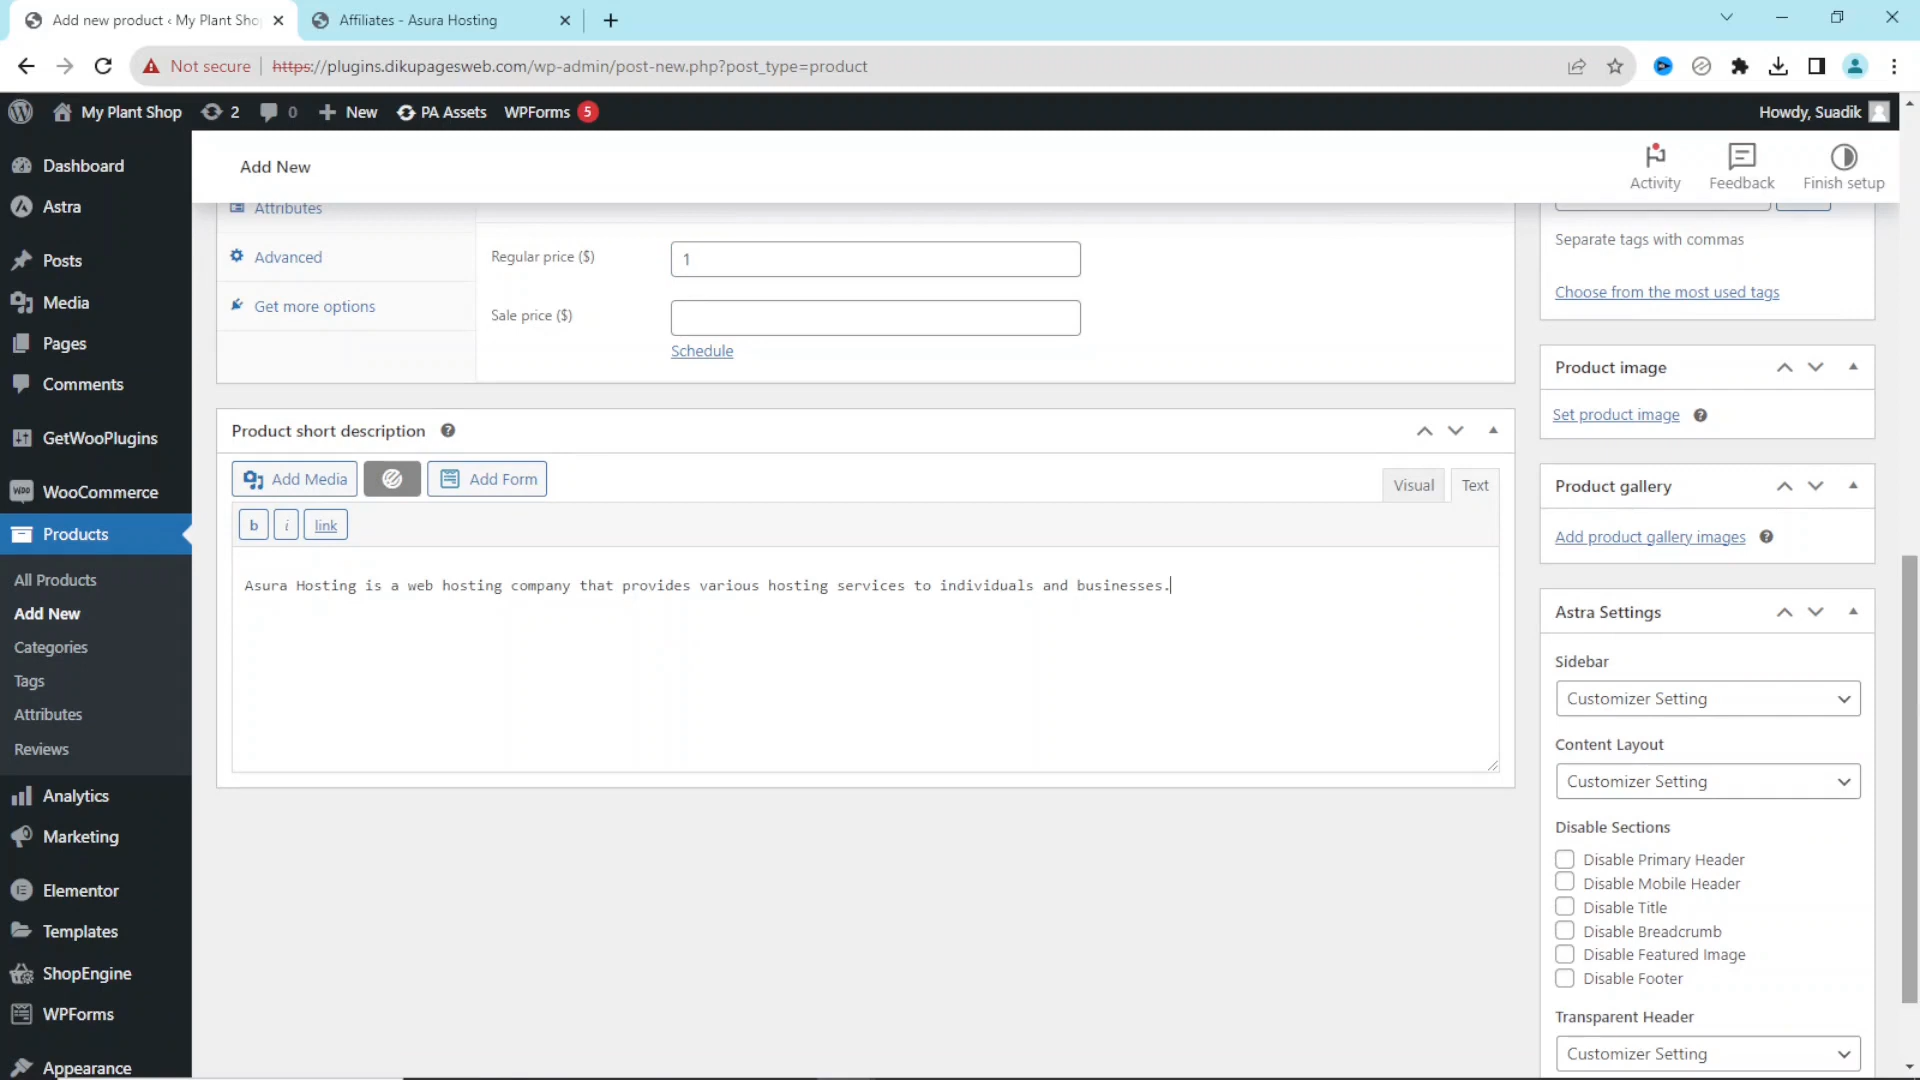 Add new product ‹ My Plant Sho
Affiliates - Asura Hosting
Not secure
https://plugins.dikupagesweb.com/wp-admin/post-new.php?post_type=product
My Plant Shop
2
0
New
PA Assets
WPForms 5
Howdy, Suadik
Add New
Activity
Feedback
Finish setup
Dashboard
Astra
Posts
Media
Pages
Comments
GetWooPlugins
WooCommerce
Products
All Products
Add New
Categories
Tags
Attributes
Reviews
Analytics
Marketing
Elementor
Templates
ShopEngine
WPForms
Appearance
Attributes
Advanced
Get more options
Regular price ($)
1
Sale price ($)
Schedule
Product short description
Add Media
Add Form
Visual
Text
b
i
link
Asura Hosting is a web hosting company that provides various hosting services to individuals and businesses.
Separate tags with commas
Choose from the most used tags
Product image
Set product image
Product gallery
Add product gallery images
Astra Settings
Sidebar
Customizer Setting
Content Layout
Customizer Setting
Disable Sections
Disable Primary Header
Disable Mobile Header
Disable Title
Disable Breadcrumb
Disable Featured Image
Disable Footer
Transparent Header
Customizer Setting